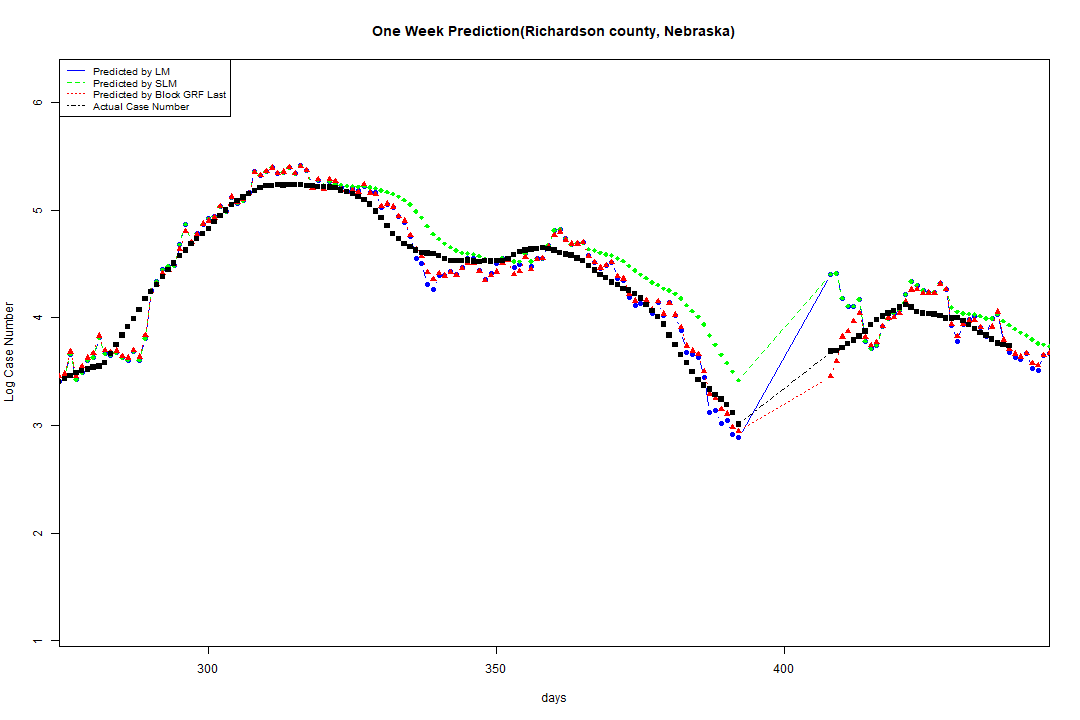 One Week Prediction(Richardson county, Nebraska)
Predicted by LM
Predicted by SLM
Predicted by Block GRF Last
Actual Case Number
6
5
4
3
2
1
Log Case Number
300 350 400
days